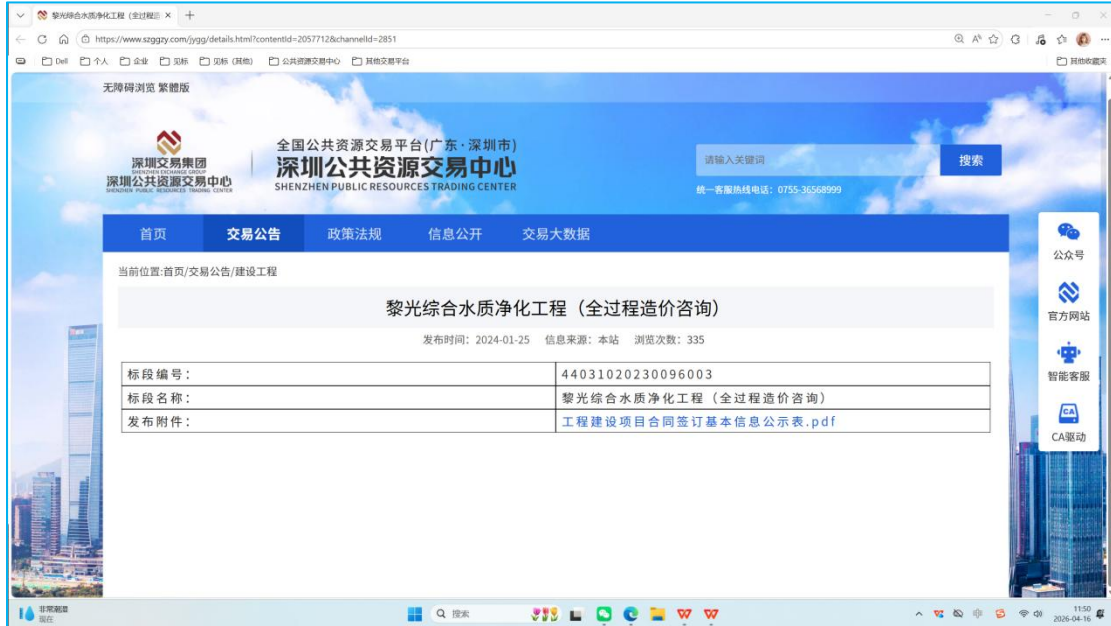 黎光综合水质净化工程（全过程造
https://www.szggzy.com/jygg/details.html?contentId=2057712&channelId=2851
Dell 个人 企业 见标 见标 (其他) 公共资源交易中心 其他交易平台 其他收藏夹
无障碍浏览 繁體版
深圳交易集团
SHENZHEN EXCHANGE GROUP
深圳公共资源交易中心
SHENZHEN PUBLIC RESOURCES TRADING CENTER
全国公共资源交易平台(广东·深圳市)
深圳公共资源交易中心
SHENZHEN PUBLIC RESOURCES TRADING CENTER
请输入关键词 搜索
统一客服热线电话：0755-36568999
首页 交易公告 政策法规 信息公开 交易大数据
当前位置:首页/交易公告/建设工程
黎光综合水质净化工程（全过程造价咨询）
发布时间：2024-01-25 信息来源：本站 浏览次数：335
标段编号： 44031020230096003
标段名称： 黎光综合水质净化工程（全过程造价咨询）
发布附件： 工程建设项目合同签订基本信息公示表.pdf
公众号
官方网站
智能客服
CA
CA驱动
非常潮湿
现在
搜索
11:50
2026-04-16